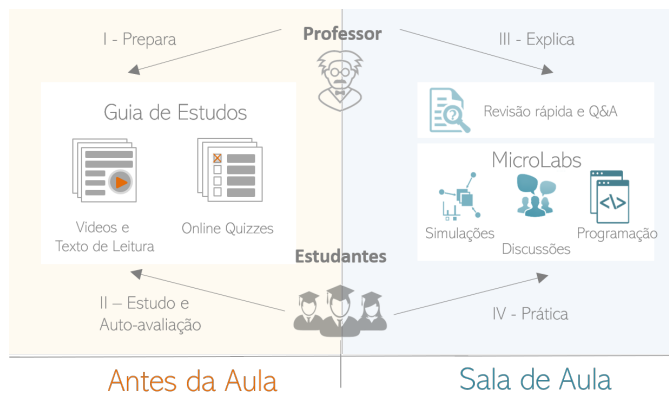 I - Prepara
Professor
III - Explica
Guia de Estudos
Videos e
Texto de Leitura
Online Quizzes
Revisão rápida e Q&A
MicroLabs
Simulações
Discussões
Programação
Estudantes
II – Estudo e
Auto-avaliação
IV - Prática
Antes da Aula
Sala de Aula